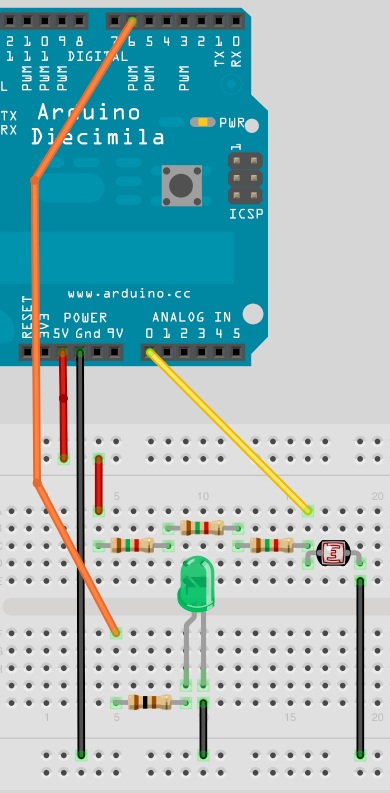 2 1 0 9 8 7 6 5 4 3 2 1 0
1 1 1 DIGITAL TX RX
L PWM PWM PWM PWM PWM PWM
TX
RX
Arduino
Diecimila
PWR
1
ICSP
www.arduino.cc
RESET
3V3
POWER ANALOG IN
5V Gnd 9V 0 1 2 3 4 5
5 10 20
1 5 15